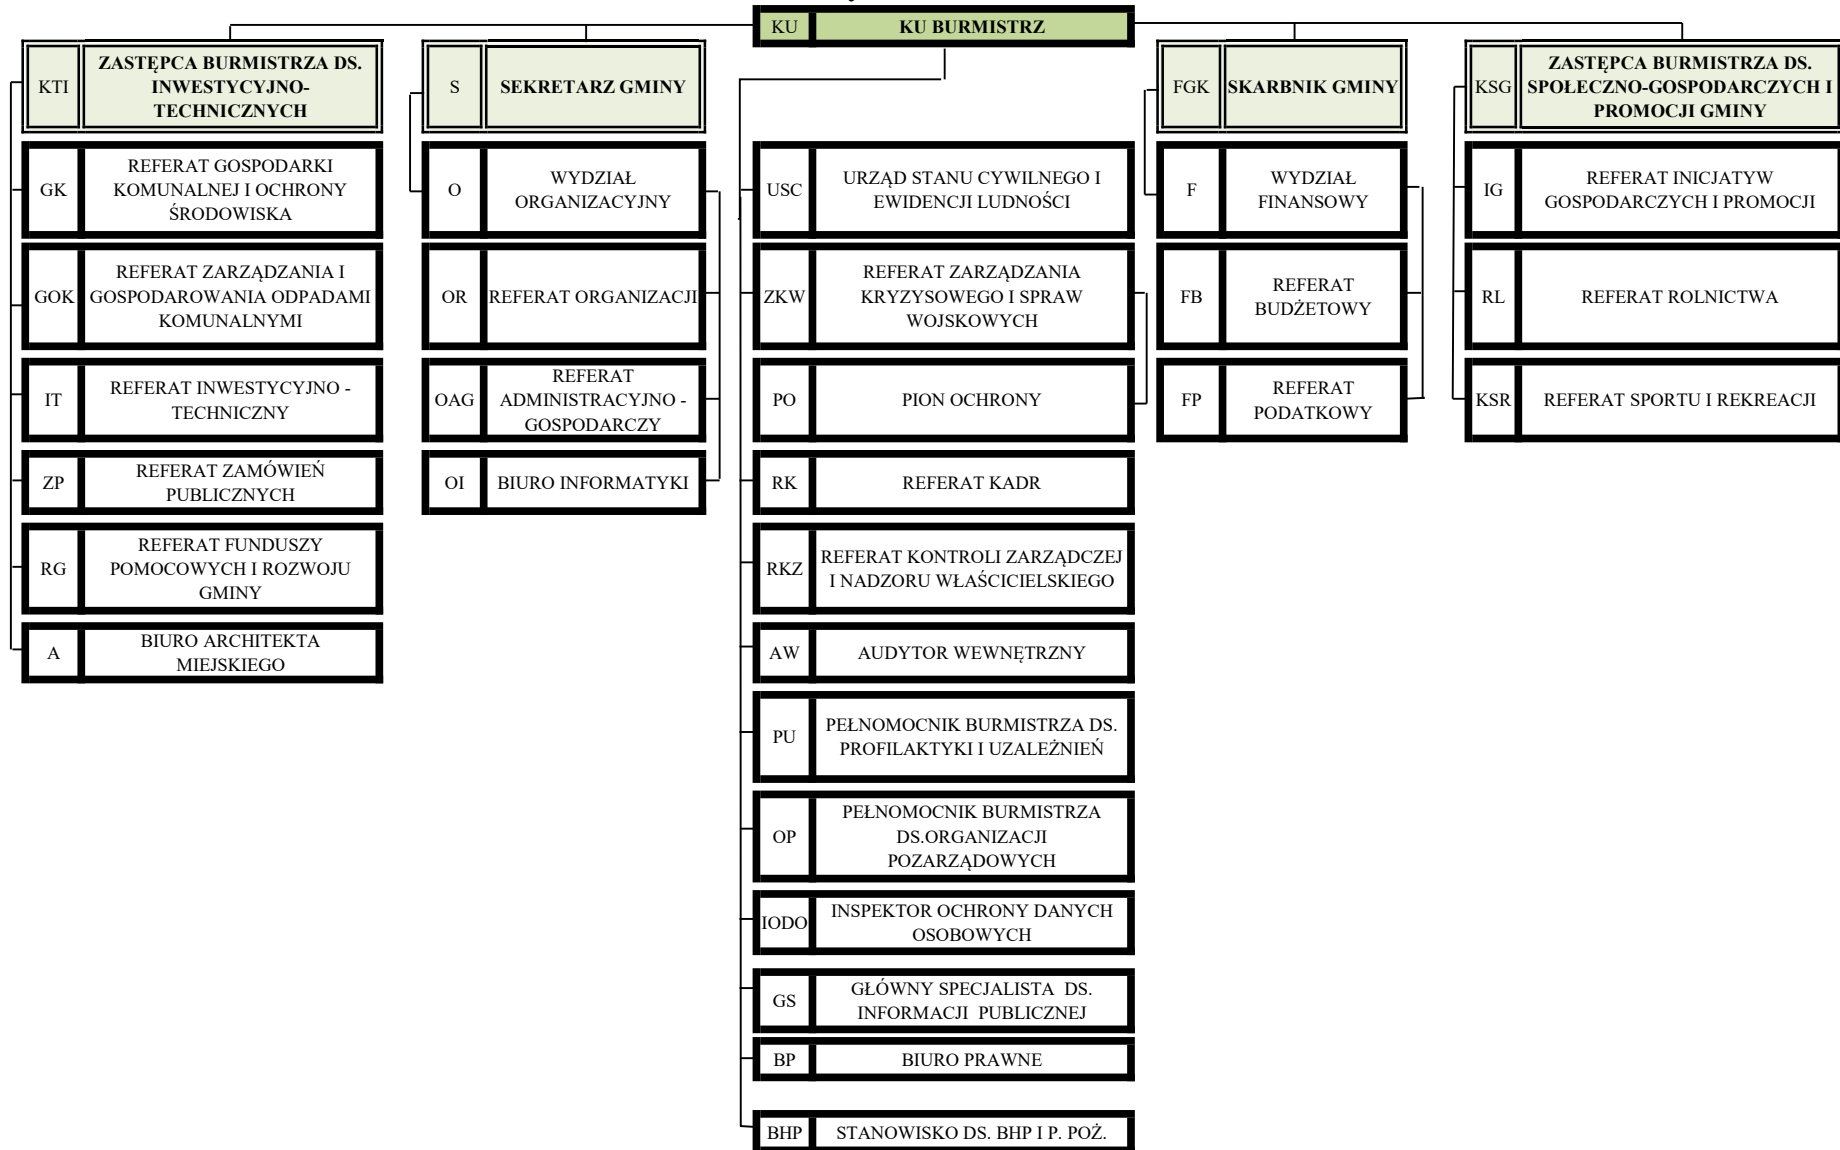 KU
KU BURMISTRZ
KTI
ZASTĘPCA BURMISTRZA DS.
INWESTYCYJNO-
TECHNICZNYCH
GK
REFERAT GOSPODARKI
KOMUNALNEJ I OCHRONY
ŚRODOWISKA
GOK
REFERAT ZARZĄDZANIA I
GOSPODAROWANIA ODPADAMI
KOMUNALNYMI
IT
REFERAT INWESTYCYJNO -
TECHNICZNY
ZP
REFERAT ZAMÓWIEŃ
PUBLICZNYCH
RG
REFERAT FUNDUSZY
POMOCOWYCH I ROZWOJU
GMINY
A
BIURO ARCHITEKTA
MIEJSKIEGO
S
SEKRETARZ GMINY
O
WYDZIAŁ
ORGANIZACYJNY
OR
REFERAT ORGANIZACJI
OAG
REFERAT
ADMINISTRACYJNO -
GOSPODARCZY
OI
BIURO INFORMATYKI
USC
URZĄD STANU CYWILNEGO I
EWIDENCJI LUDNOŚCI
ZKW
REFERAT ZARZĄDZANIA
KRYZYSOWEGO I SPRAW
WOJSKOWYCH
PO
PION OCHRONY
RK
REFERAT KADR
RKZ
REFERAT KONTROLI ZARZĄDCZEJ
I NADZORU WŁAŚCICIELSKIEGO
AW
AUDYTOR WEWNĘTRZNY
PU
PEŁNOMOCNIK BURMISTRZA DS.
PROFILAKTYKI I UZALEŻNIEŃ
OP
PEŁNOMOCNIK BURMISTRZA
DS.ORGANIZACJI
POZARZĄDOWYCH
IODO
INSPEKTOR OCHRONY DANYCH
OSOBOWYCH
GS
GŁÓWNY SPECJALISTA DS.
INFORMACJI PUBLICZNEJ
BP
BIURO PRAWNE
BHP
STANOWISKO DS. BHP I P. POŻ.
FGK
SKARBNIK GMINY
F
WYDZIAŁ
FINANSOWY
FB
REFERAT
BUDŻETOWY
FP
REFERAT
PODATKOWY
KSG
ZASTĘPCA BURMISTRZA DS.
SPOŁECZNO-GOSPODARCZYCH I
PROMOCJI GMINY
IG
REFERAT INICJATYW
GOSPODARCZYCH I PROMOCJI
RL
REFERAT ROLNICTWA
KSR
REFERAT SPORTU I REKREACJI